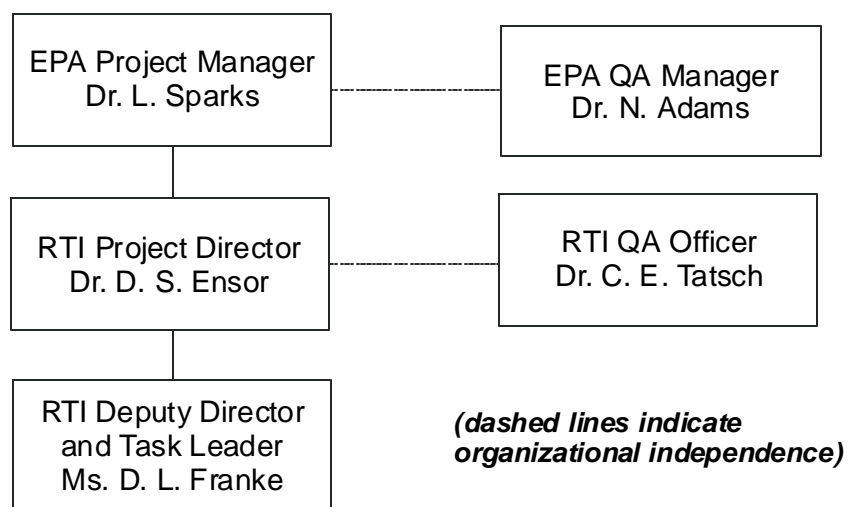 EPA Project Manager
Dr. L. Sparks
EPA QA Manager
Dr. N. Adams
RTI Project Director
Dr. D. S. Ensor
RTI QA Officer
Dr. C. E. Tatsch
RTI Deputy Director
and Task Leader
Ms. D. L. Franke
(dashed lines indicate
organizational independence)